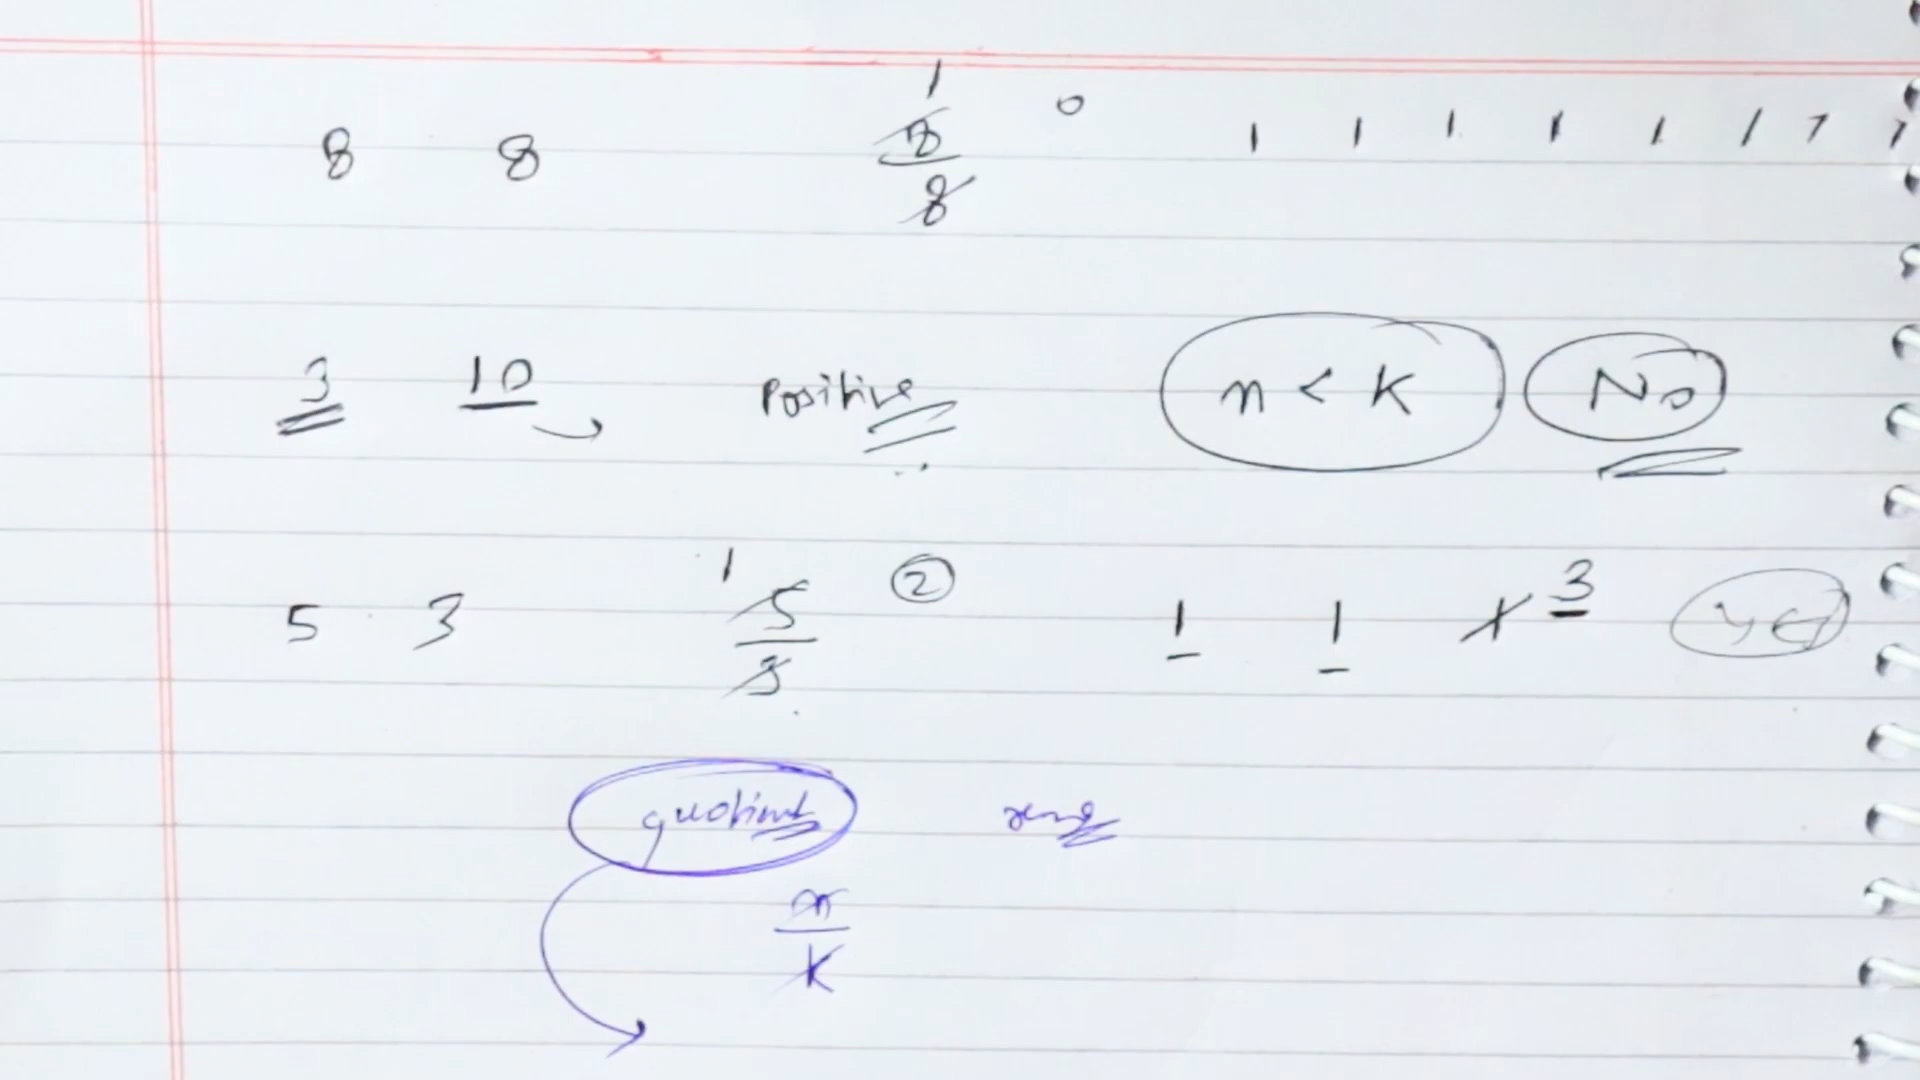 8 8 1 8/8 0 1 1 1 1 1 1 1 1
3 10 Positive n < k No
5 3 1 5/3 2 1 1 1 3 yes
quotient
n/k